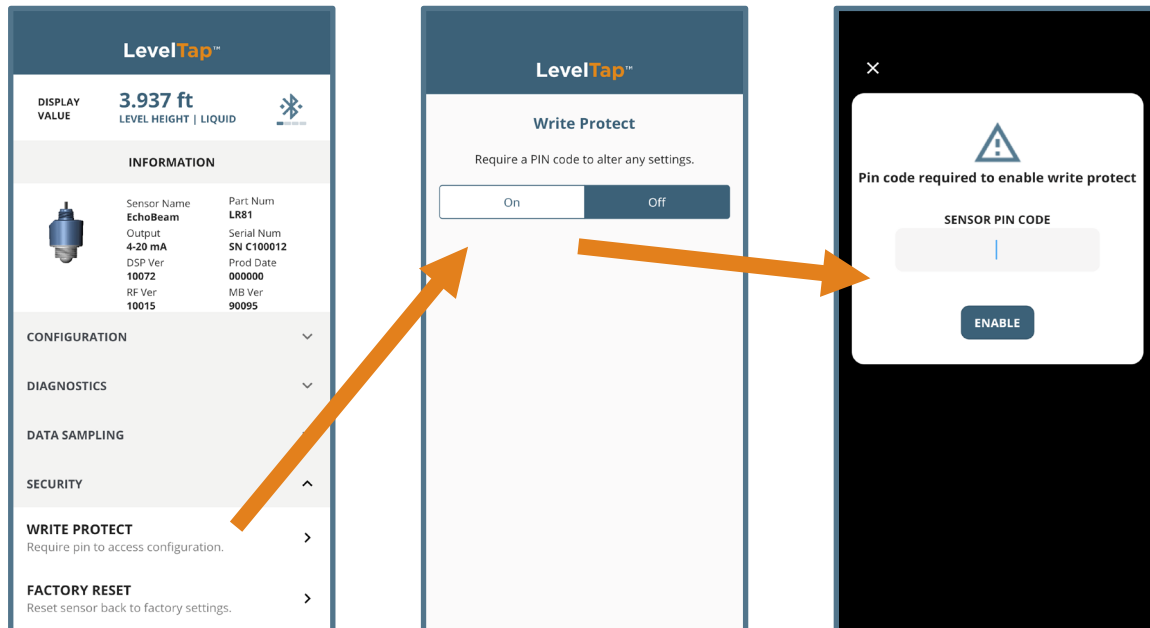 LevelTap™
DISPLAY VALUE
3.937 ft
LEVEL HEIGHT | LIQUID
INFORMATION
Sensor Name
EchoBeam
Part Num
LR81
Output
4-20 mA
Serial Num
SN C100012
DSP Ver
10072
Prod Date
000000
RF Ver
10015
MB Ver
90095
CONFIGURATION
DIAGNOSTICS
DATA SAMPLING
SECURITY
WRITE PROTECT
Require pin to access configuration.
FACTORY RESET
Reset sensor back to factory settings.
LevelTap™
Write Protect
Require a PIN code to alter any settings.
On
Off
Pin code required to enable write protect
SENSOR PIN CODE
ENABLE